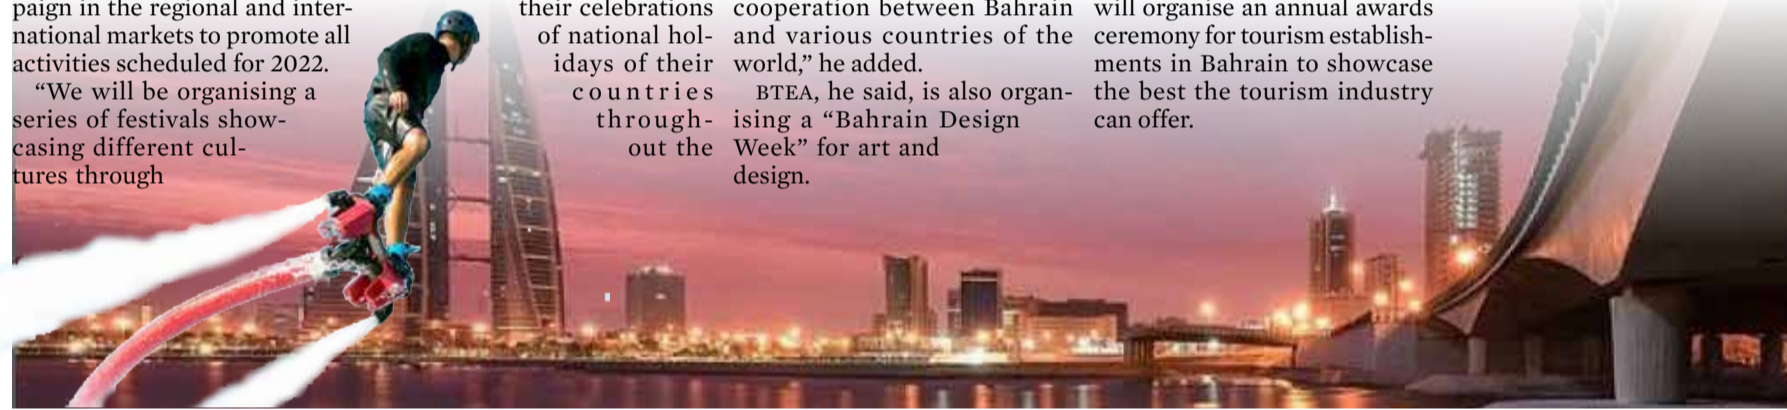 paign in the regional and inter-
national markets to promote all
activities scheduled for 2022.
“We will be organising a
series of festivals show-
casing different cul-
tures through
their celebrations
of national hol-
idays of their
countries
through-
out the
cooperation between Bahrain
and various countries of the
world,” he added.
BTEA, he said, is also organ-
ising a “Bahrain Design
Week” for art and
design.
will organise an annual awards
ceremony for tourism establish-
ments in Bahrain to showcase
the best the tourism industry
can offer.